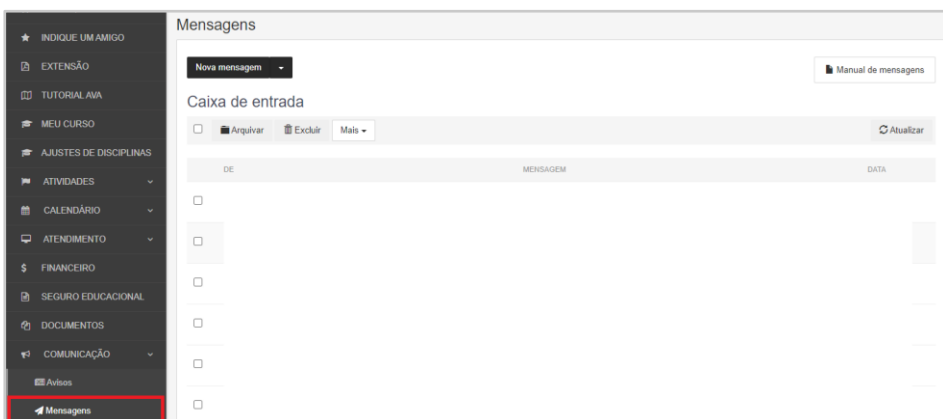 INDIQUE UM AMIGO
EXTENSÃO
TUTORIAL AVA
MEU CURSO
AJUSTES DE DISCIPLINAS
ATIVIDADES
CALENDÁRIO
ATENDIMENTO
$ FINANCEIRO
SEGURO EDUCACIONAL
DOCUMENTOS
COMUNICAÇÃO
Avisos
Mensagens
Mensagens
Nova mensagem
Manual de mensagens
Caixa de entrada
Arquivar Excluir Mais Atualizar
DE MENSAGEM DATA